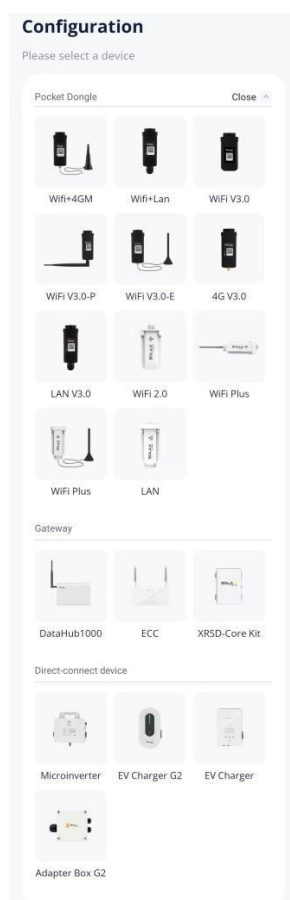 Configuration
Please select a device
Pocket Dongle Close
Wifi+4GM Wifi+Lan WiFi V3.0
WiFi V3.0-P WiFi V3.0-E 4G V3.0
LAN V3.0 WiFi 2.0 WiFi Plus
WiFi Plus LAN
Gateway
DataHub1000 ECC XRSD-Core Kit
Direct-connect device
Microinverter EV Charger G2 EV Charger
Adapter Box G2